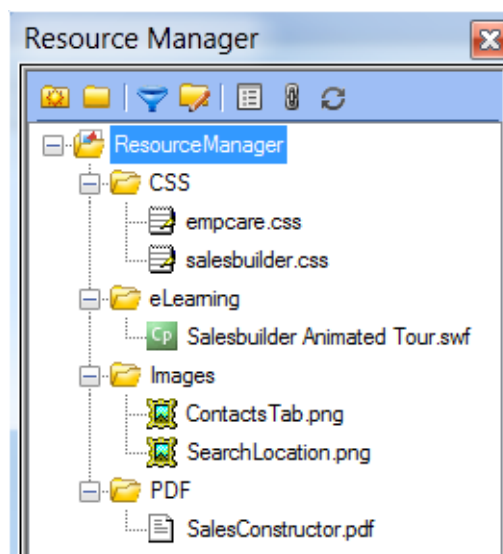 Resource Manager
ResourceManager
CSS
empcare.css
salesbuilder.css
eLearning
Cp Salesbuilder Animated Tour.swf
Images
ContactsTab.png
SearchLocation.png
PDF
SalesConstructor.pdf